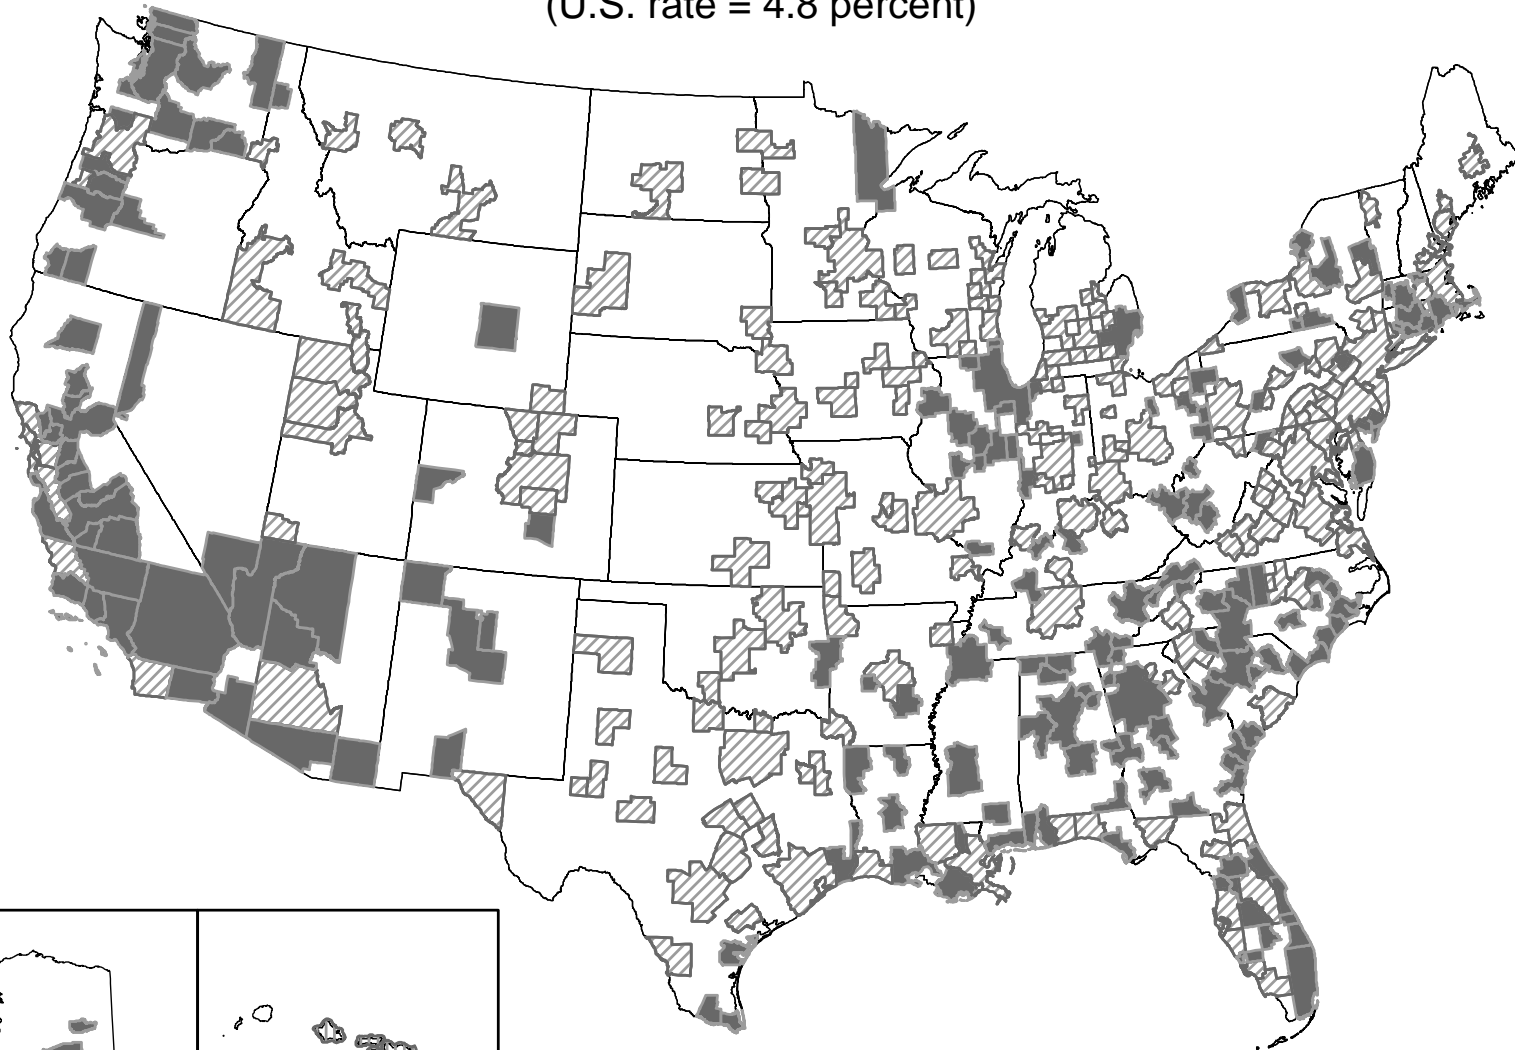 (U.S. rate = 4.8 percent)